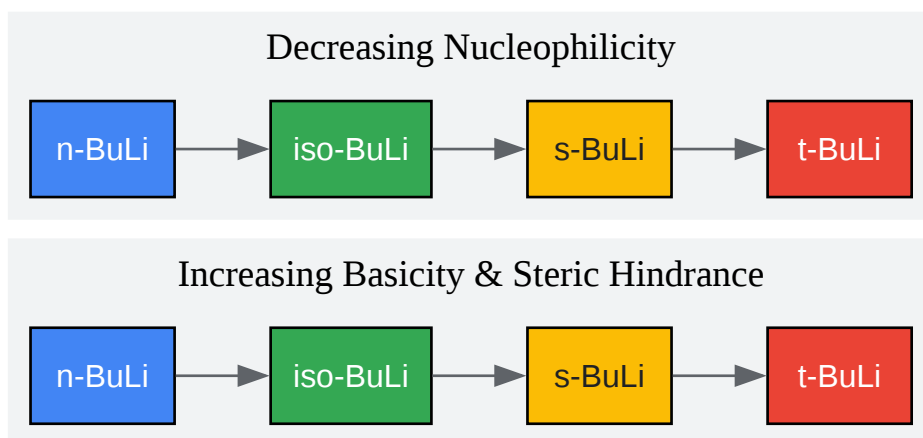 Decreasing Nucleophilicity
n-BuLi iso-BuLi s-BuLi t-BuLi
Increasing Basicity & Steric Hindrance
n-BuLi iso-BuLi s-BuLi t-BuLi